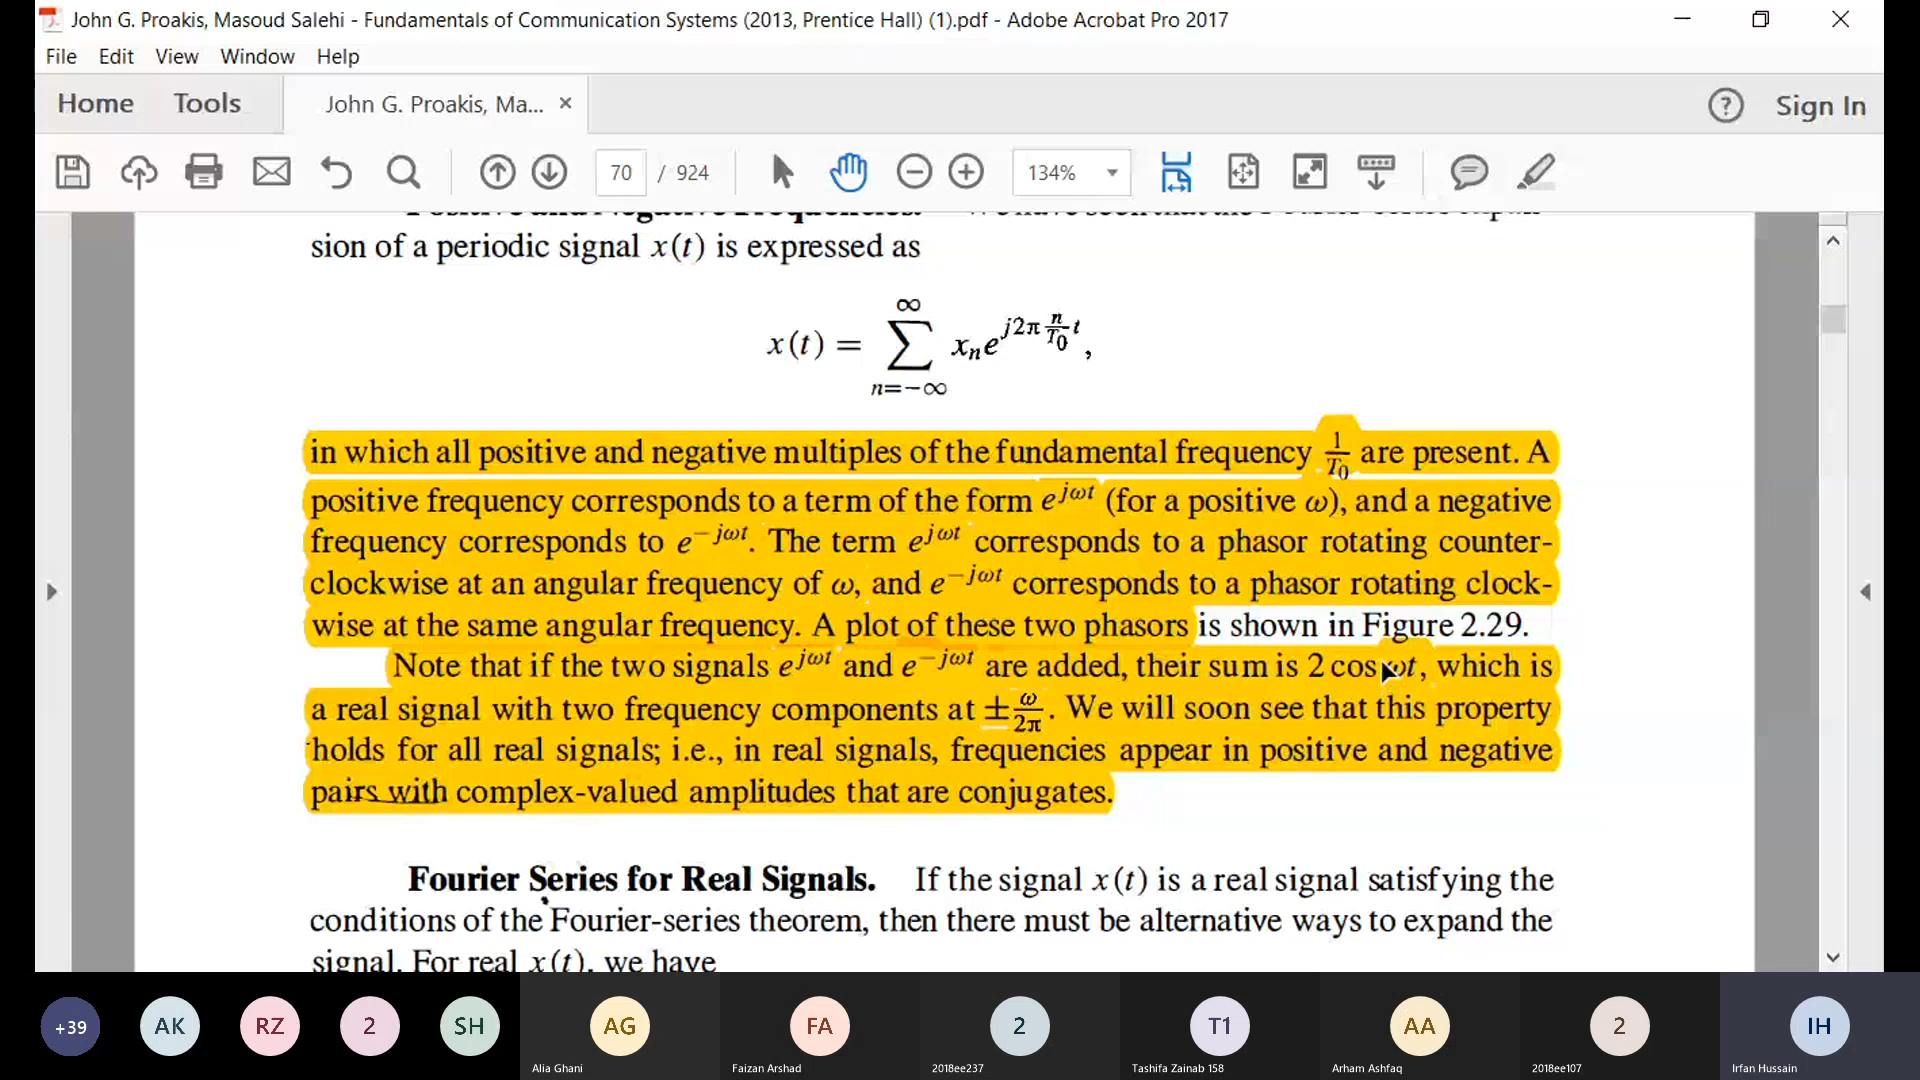 John G. Proakis, Masoud Salehi - Fundamentals of Communication Systems (2013, Prentice Hall) (1).pdf - Adobe Acrobat Pro 2017
File Edit View Window Help
Home Tools John G. Proakis, Ma... × ? Sign In
70 / 924 134%
sion of a periodic signal x(t) is expressed as
x(t) = ∑_{n=-∞}^{∞} x_n e^{j2π \frac{n}{T_0} t},
in which all positive and negative multiples of the fundamental frequency 1/T₀ are present. A
positive frequency corresponds to a term of the form e^{jωt} (for a positive ω), and a negative
frequency corresponds to e^{-jωt}. The term e^{jωt} corresponds to a phasor rotating counter-
clockwise at an angular frequency of ω, and e^{-jωt} corresponds to a phasor rotating clock-
wise at the same angular frequency. A plot of these two phasors is shown in Figure 2.29.
Note that if the two signals e^{jωt} and e^{-jωt} are added, their sum is 2 cos ωt, which is
a real signal with two frequency components at ±ω/2π. We will soon see that this property
holds for all real signals; i.e., in real signals, frequencies appear in positive and negative
pairs with complex-valued amplitudes that are conjugates.
Fourier Series for Real Signals. If the signal x(t) is a real signal satisfying the
conditions of the Fourier-series theorem, then there must be alternative ways to expand the
signal. For real x(t), we have
+39 AK RZ 2 SH AG FA 2 T1 AA 2 IH
Alia Ghani Faizan Arshad 2018ee237 Tashifa Zainab 158 Arham Ashfaq 2018ee107 Irfan Hussain